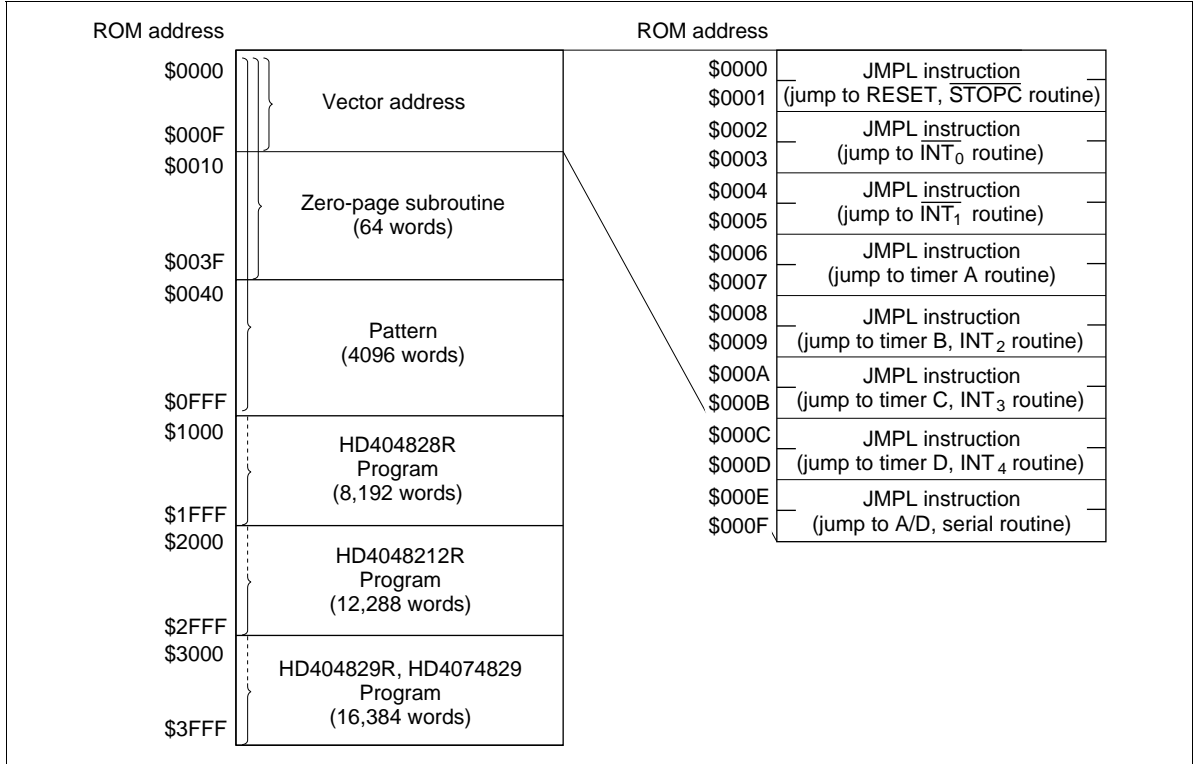 ROM address
$0000
Vector address
$000F
$0010
Zero-page subroutine
(64 words)
$003F
$0040
Pattern
(4096 words)
$0FFF
$1000
HD404828R
Program
(8,192 words)
$1FFF
$2000
HD4048212R
Program
(12,288 words)
$2FFF
$3000
HD404829R, HD4074829
Program
(16,384 words)
$3FFF
ROM address
$0000
JMPL instruction
$0001
(jump to RESET, STOPC routine)
$0002
JMPL instruction
$0003
(jump to INT0 routine)
$0004
JMPL instruction
$0005
(jump to INT1 routine)
$0006
JMPL instruction
$0007
(jump to timer A routine)
$0008
JMPL instruction
$0009
(jump to timer B, INT2 routine)
$000A
JMPL instruction
$000B
(jump to timer C, INT3 routine)
$000C
JMPL instruction
$000D
(jump to timer D, INT4 routine)
$000E
JMPL instruction
$000F
(jump to A/D, serial routine)